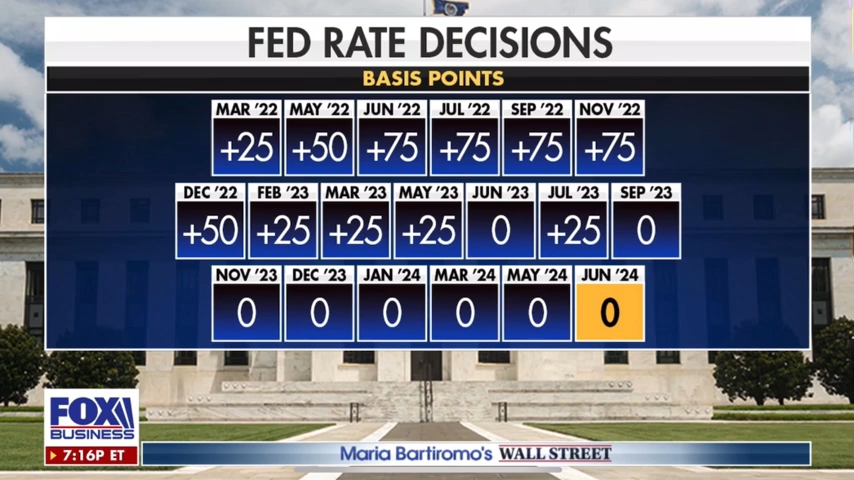 FED RATE DECISIONS
BASIS POINTS
MAR '22 MAY '22 JUN '22 JUL '22 SEP '22 NOV '22
+25 +50 +75 +75 +75 +75
DEC '22 FEB '23 MAR '23 MAY '23 JUN '23 JUL '23 SEP '23
+50 +25 +25 +25 0 +25 0
NOV '23 DEC '23 JAN '24 MAR '24 MAY '24 JUN '24
0 0 0 0 0 0
FOX
BUSINESS
7:16P ET
Maria Bartiromo's WALL STREET